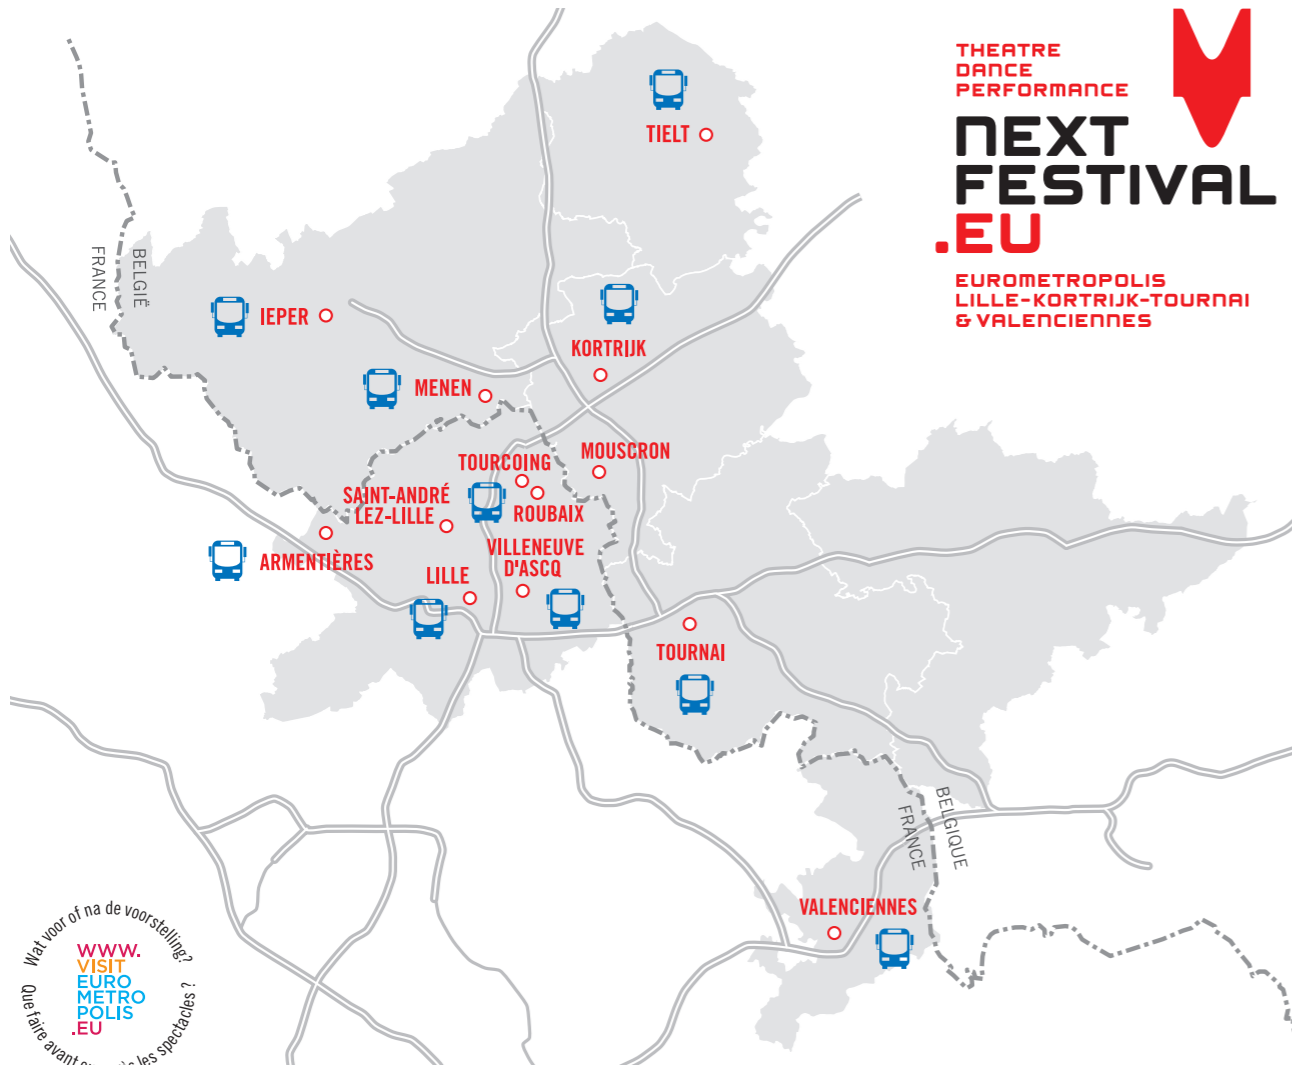 THEATRE
DANCE
PERFORMANCE
NEXT
FESTIVAL
.EU
EUROMETROPOLIS
LILLE-KORTRIJK-TOURNAI
& VALENCIENNES
TIELT
BELGIË
FRANCE
IEPER
KORTRIJK
MENEN
MOUSCRON
TOURCOING
SAINT-ANDRÉ
LEZ-LILLE
ROUBAIX
VILLENEUVE
D'ASCQ
ARMENTIÈRES
LILLE
TOURNAI
BELGIQUE
FRANCE
VALENCIENNES
Wat voor of na de voorstelling?
WWW.
VISIT
EURO
METRO
POLIS
.EU
Que faire avant les spectacles ?